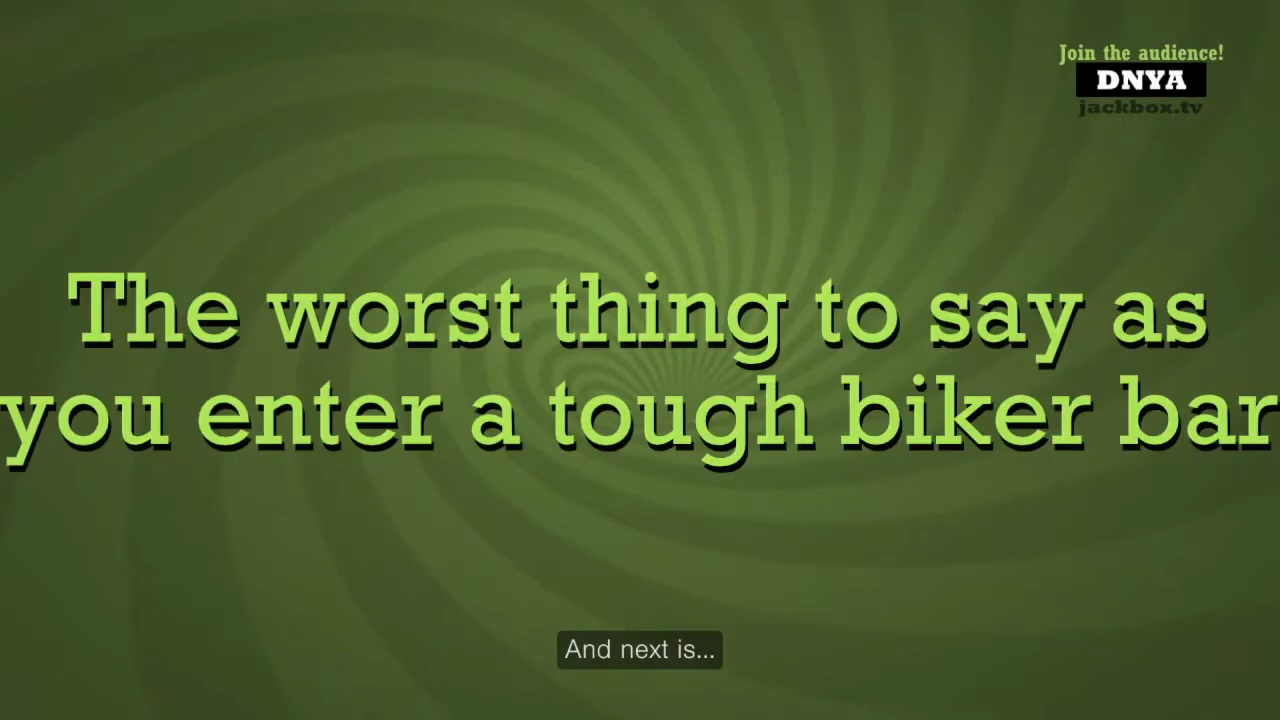 Join the audience!
DNYA
jackbox.tv
The worst thing to say as
you enter a tough biker bar
And next is...